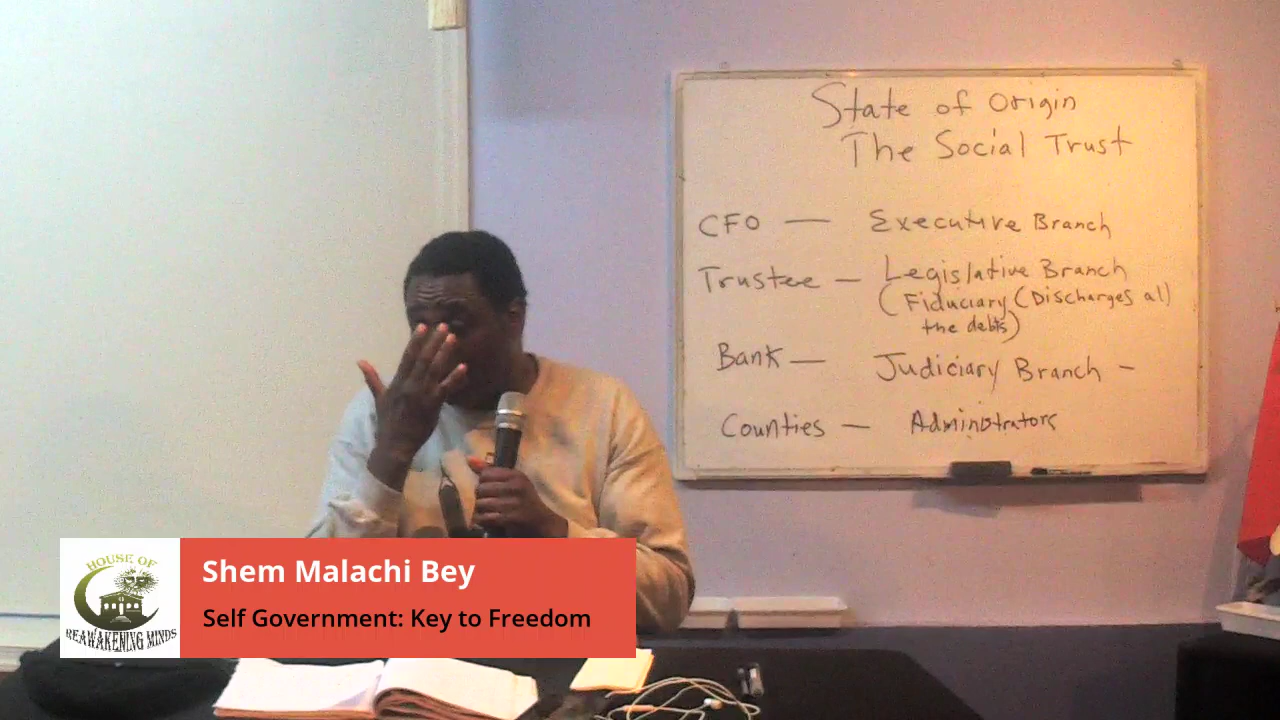 State of Origin
The Social Trust
CFO — Executive Branch
Trustee — Legislative Branch
(Fiduciary (Discharges all
the debts)
Bank — Judiciary Branch –
Counties — Administrators
HOUSE OF
REAWAKENING MINDS
Shem Malachi Bey
Self Government: Key to Freedom